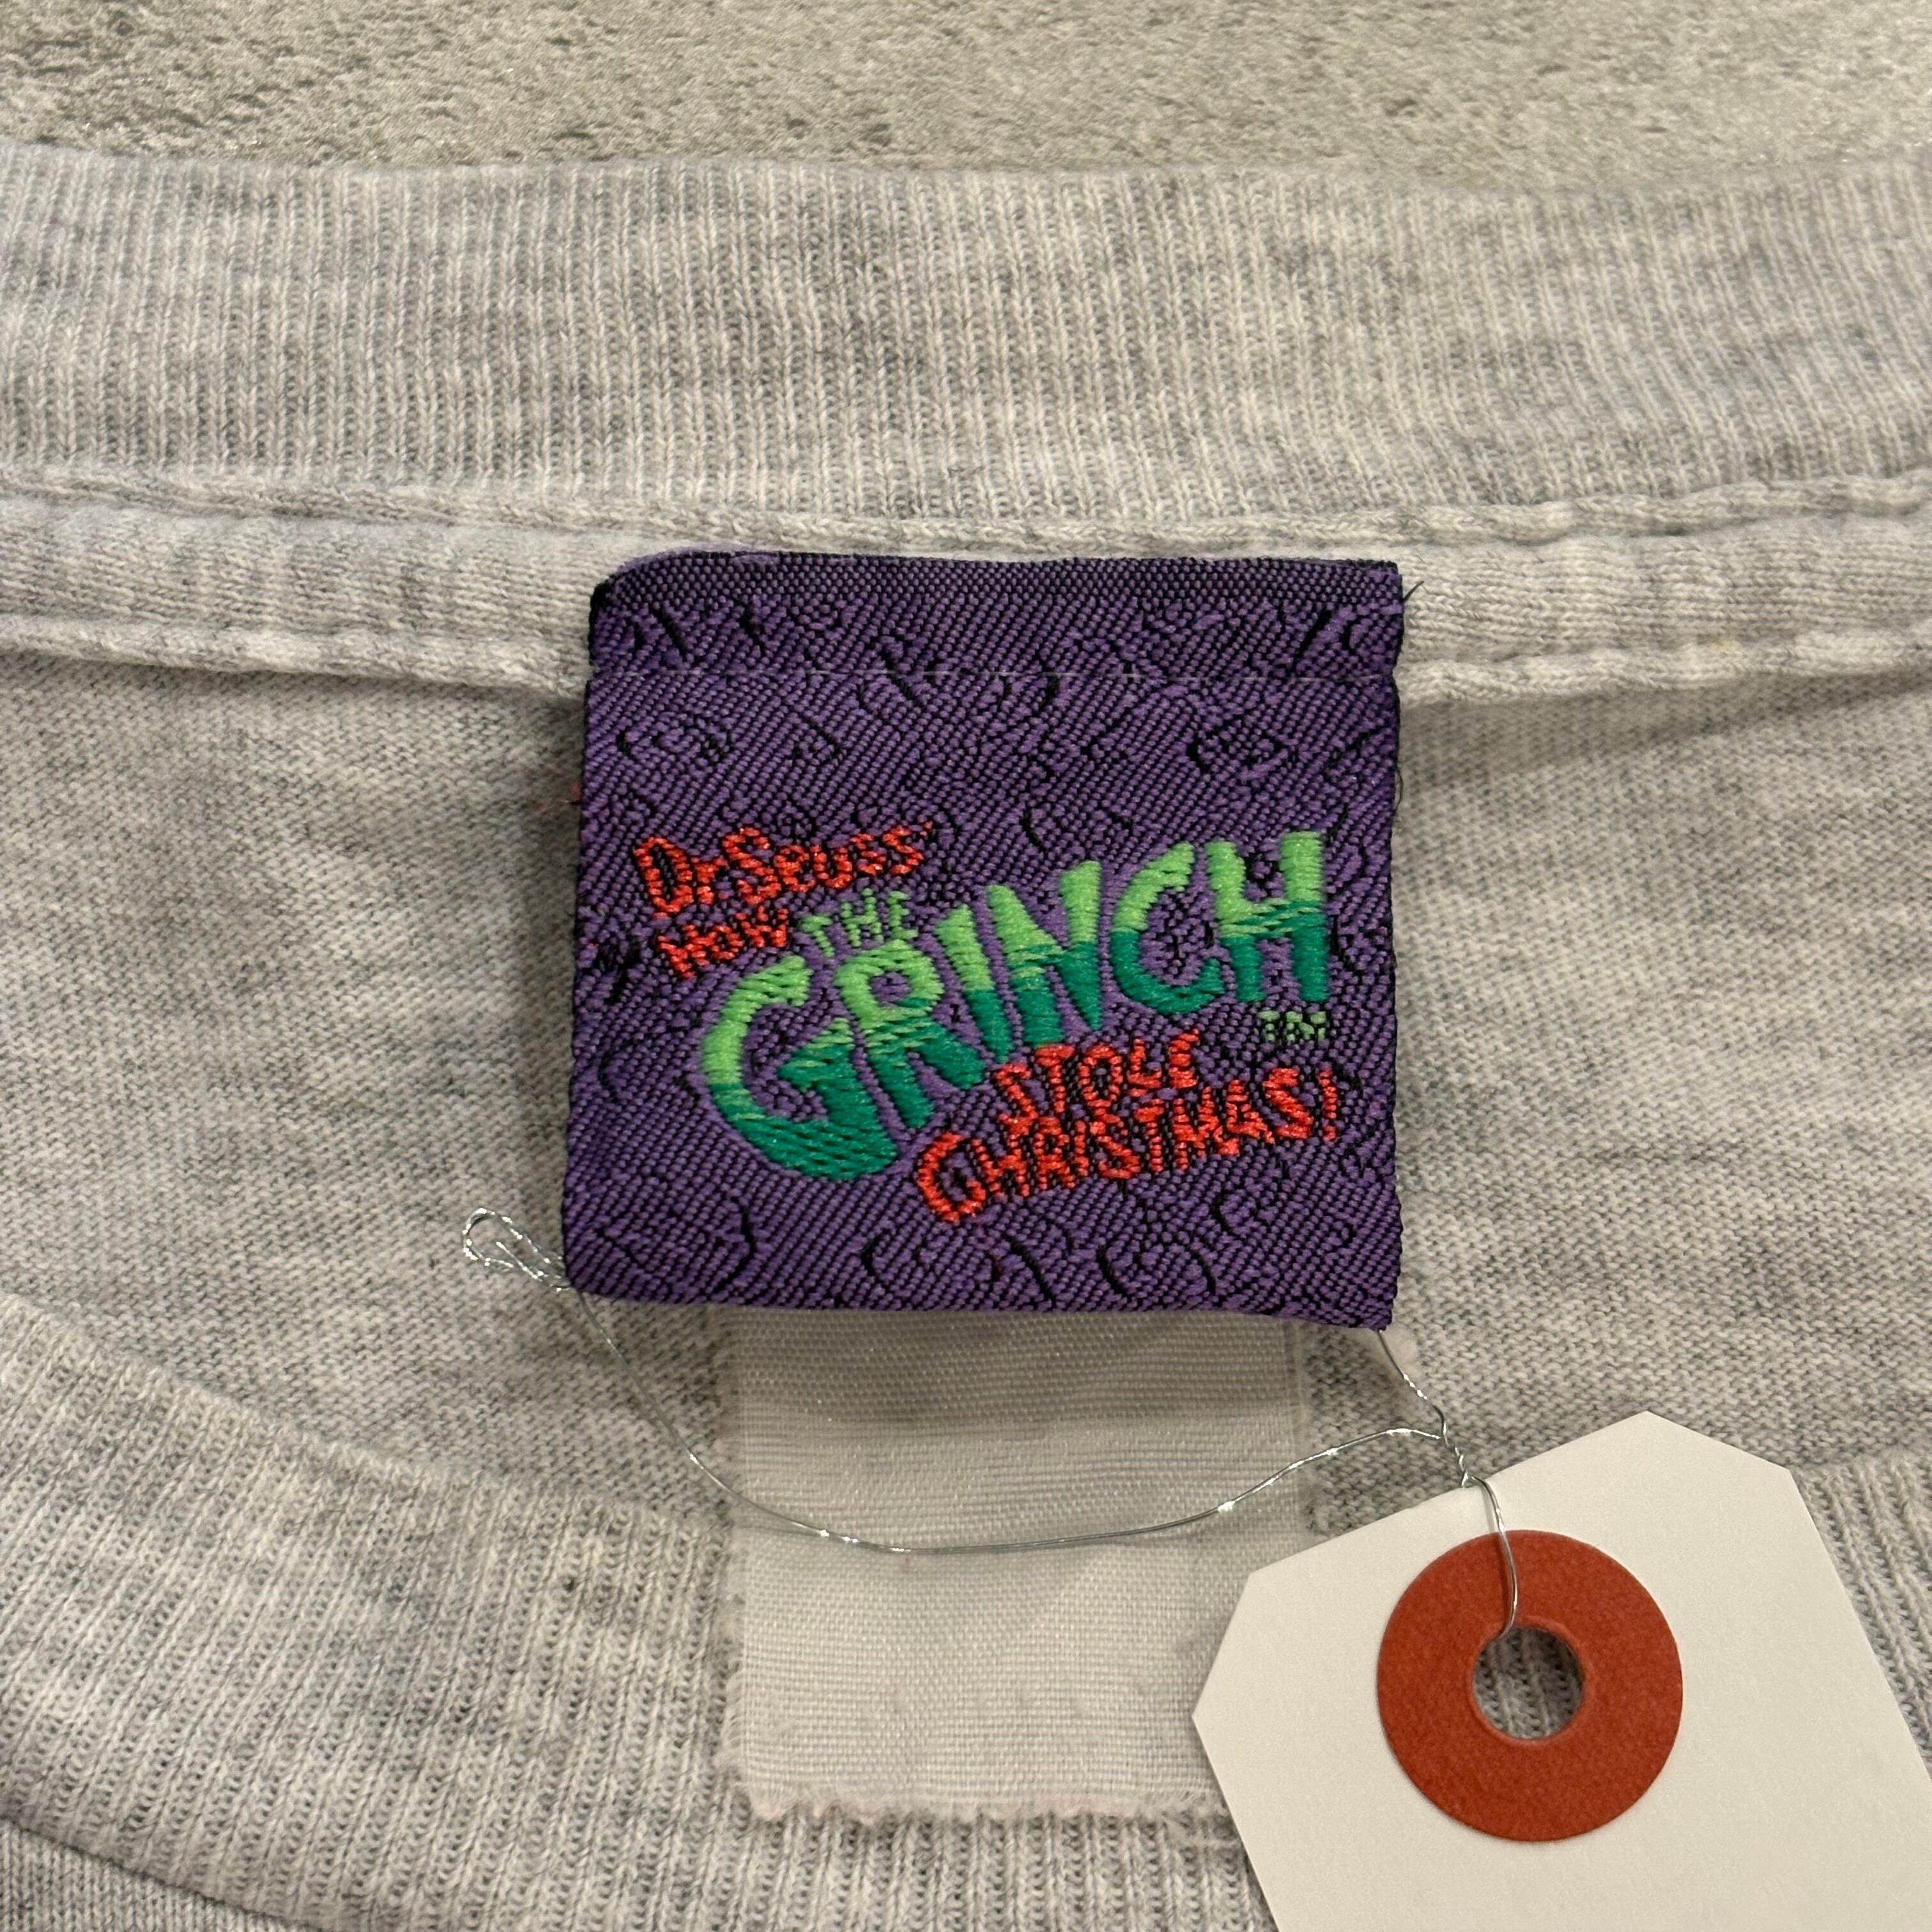 Dr. Seuss'
HOW THE
GRINCH
STOLE
CHRISTMAS!